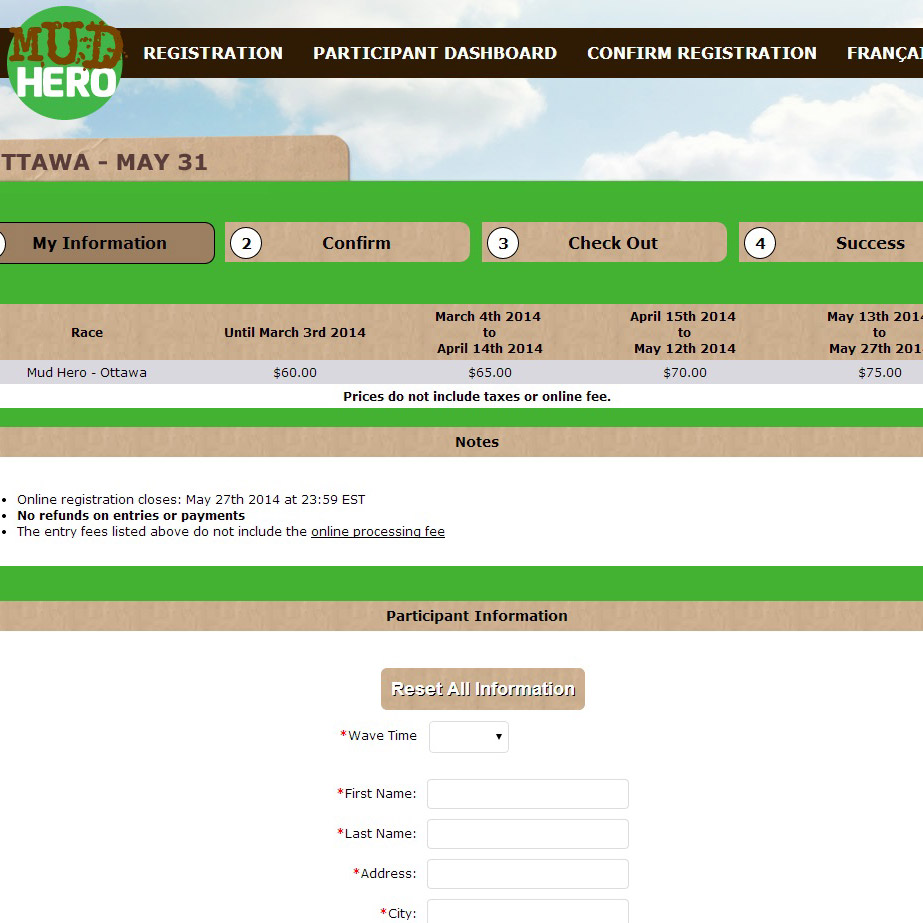 MUD
HERO
REGISTRATION PARTICIPANT DASHBOARD CONFIRM REGISTRATION FRANÇAI
TTAWA - MAY 31
My Information 2 Confirm 3 Check Out 4 Success
Race Until March 3rd 2014 March 4th 2014 to April 14th 2014 April 15th 2014 to May 12th 2014 May 13th 2014 to May 27th 201
Mud Hero - Ottawa $60.00 $65.00 $70.00 $75.00
Prices do not include taxes or online fee.
Notes
• Online registration closes: May 27th 2014 at 23:59 EST
• No refunds on entries or payments
• The entry fees listed above do not include the online processing fee
Participant Information
Reset All Information
*Wave Time
*First Name:
*Last Name:
*Address:
*City: